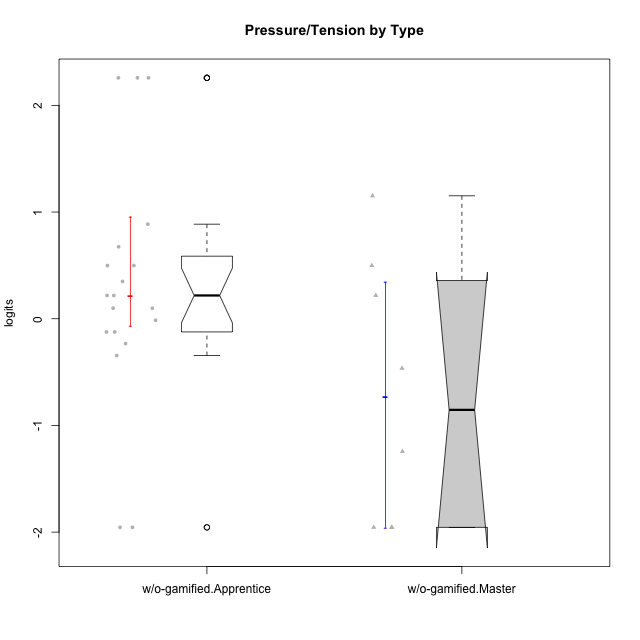 Pressure/Tension by Type
logits
2
1
0
-1
-2
w/o-gamified.Apprentice
w/o-gamified.Master